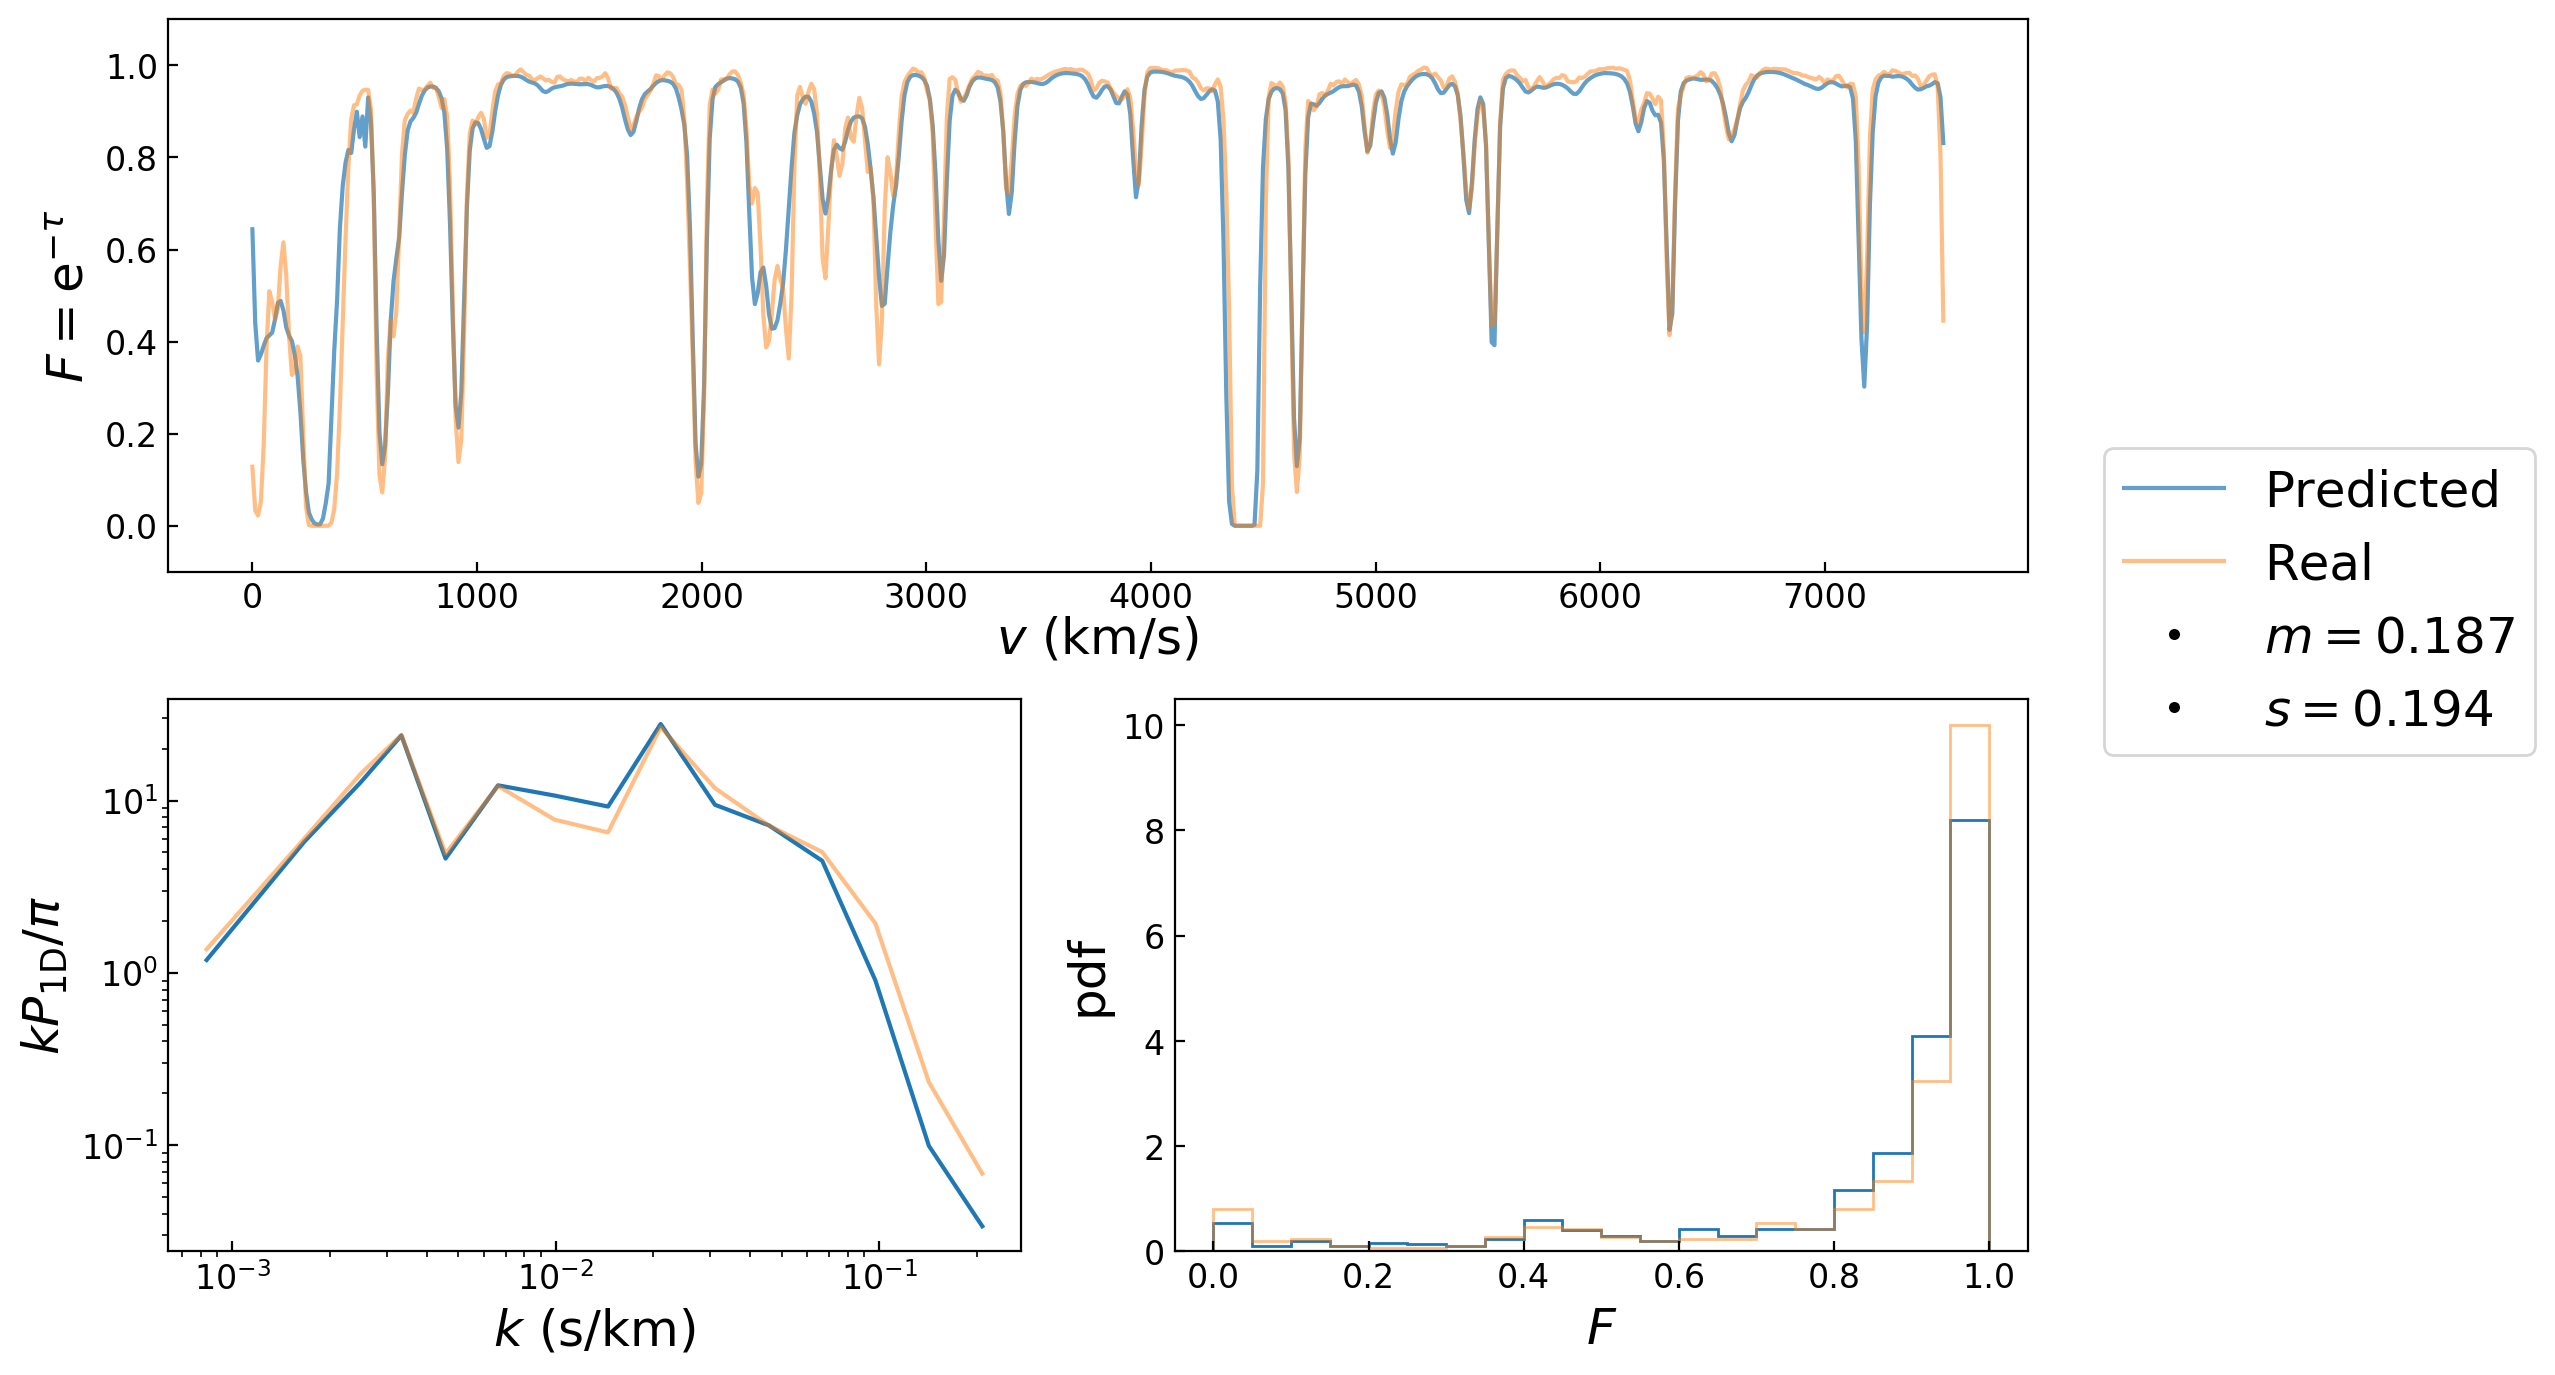 1.0
0.8
0.6
0.4
0.2
0.0
F = e^{−τ}
0 1000 2000 3000 4000 5000 6000 7000
v (km/s)
Predicted
Real
m = 0.187
s = 0.194
10^1
10^0
10^{−1}
kP_{1D}/π
10^{−3} 10^{−2} 10^{−1}
k (s/km)
10
8
6
4
2
0
pdf
0.0 0.2 0.4 0.6 0.8 1.0
F